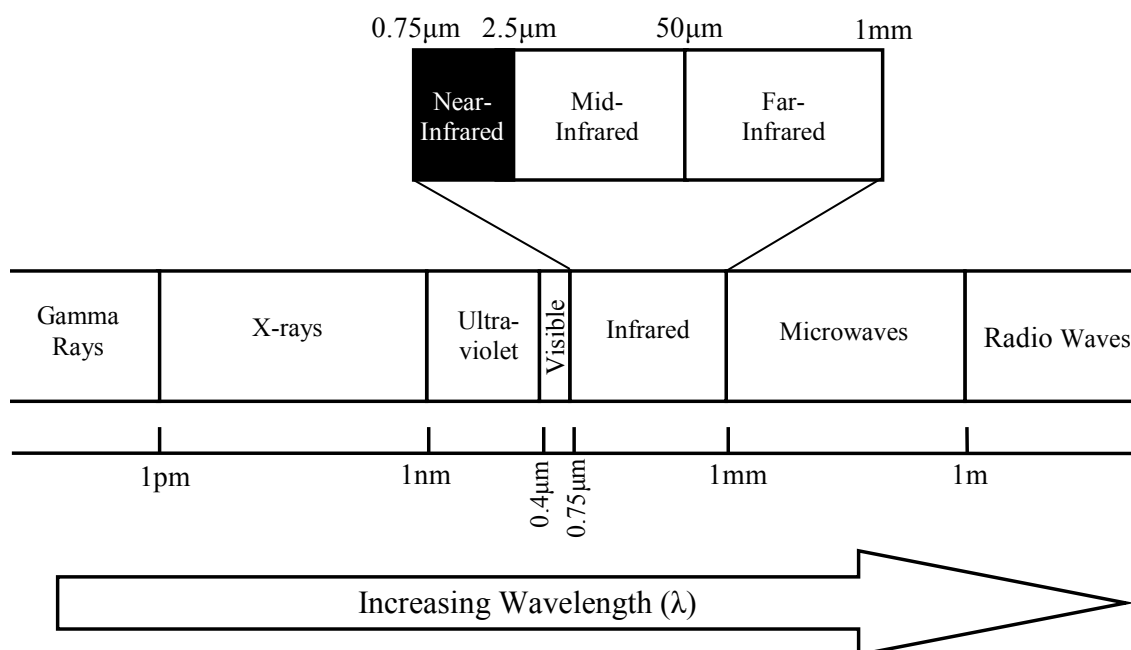 0.75μm 2.5μm 50μm 1mm
Near-
Infrared
Mid-
Infrared
Far-
Infrared
Gamma
Rays
X-rays
Ultra-
violet
Visible
Infrared
Microwaves
Radio Waves
1pm 1nm 0.4μm 0.75μm 1mm 1m
Increasing Wavelength (λ)